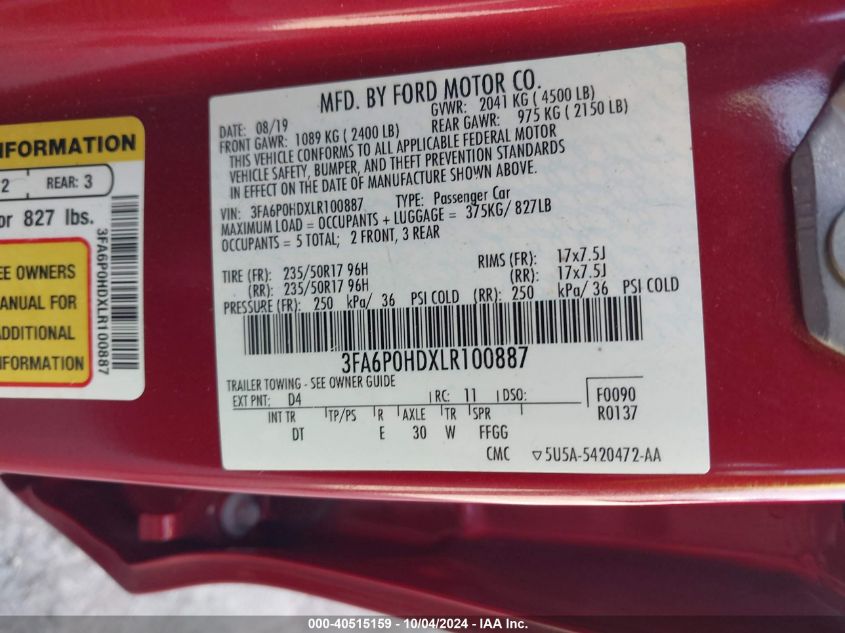 MFD. BY FORD MOTOR CO.
DATE: 08/19 GVWR: 2041 KG ( 4500 LB)
FRONT GAWR: 1089 KG ( 2400 LB) REAR GAWR: 975 KG ( 2150 LB)
THIS VEHICLE CONFORMS TO ALL APPLICABLE FEDERAL MOTOR
VEHICLE SAFETY, BUMPER, AND THEFT PREVENTION STANDARDS
IN EFFECT ON THE DATE OF MANUFACTURE SHOWN ABOVE.
VIN: 3FA6P0HDXLR100887 TYPE: Passenger Car
MAXIMUM LOAD = OCCUPANTS + LUGGAGE = 375KG/ 827LB
OCCUPANTS = 5 TOTAL; 2 FRONT, 3 REAR
TIRE (FR): 235/50R17 96H RIMS (FR): 17x7.5J
(RR): 235/50R17 96H (RR): 17x7.5J
PRESSURE (FR): 250 kPa/ 36 PSI COLD (RR): 250 kPa/ 36 PSI COLD
3FA6P0HDXLR100887
TRAILER TOWING - SEE OWNER GUIDE
EXT PNT: D4 RC: 11 DSO: F0090
INT TR TP/PS R AXLE TR SPR R0137
DT E 30 W FFGG
CMC ▽5U5A-5420472-AA
INFORMATION
2 REAR: 3
or 827 lbs.
EE OWNERS
MANUAL FOR
ADDITIONAL
INFORMATION
3FA6P0HDXLR100887
000-40515159 - 10/04/2024 - IAA Inc.